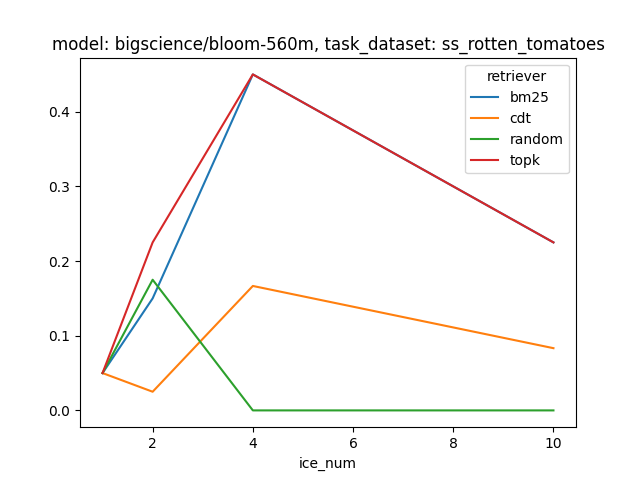 model: bigscience/bloom-560m, task_dataset: ss_rotten_tomatoes
retriever
bm25
cdt
random
topk
0.4
0.3
0.2
0.1
0.0
2
4
6
8
10
ice_num